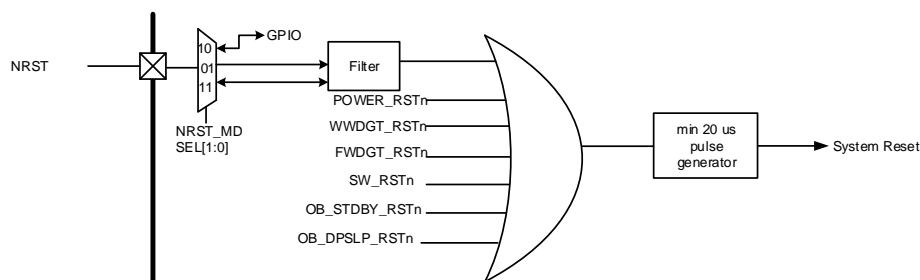 NRST
10
01
11
GPIO
NRST_MD
SEL[1:0]
Filter
POWER_RSTn
WWDGT_RSTn
FWDGT_RSTn
SW_RSTn
OB_STDBY_RSTn
OB_DPSLP_RSTn
min 20 us
pulse
generator
System Reset